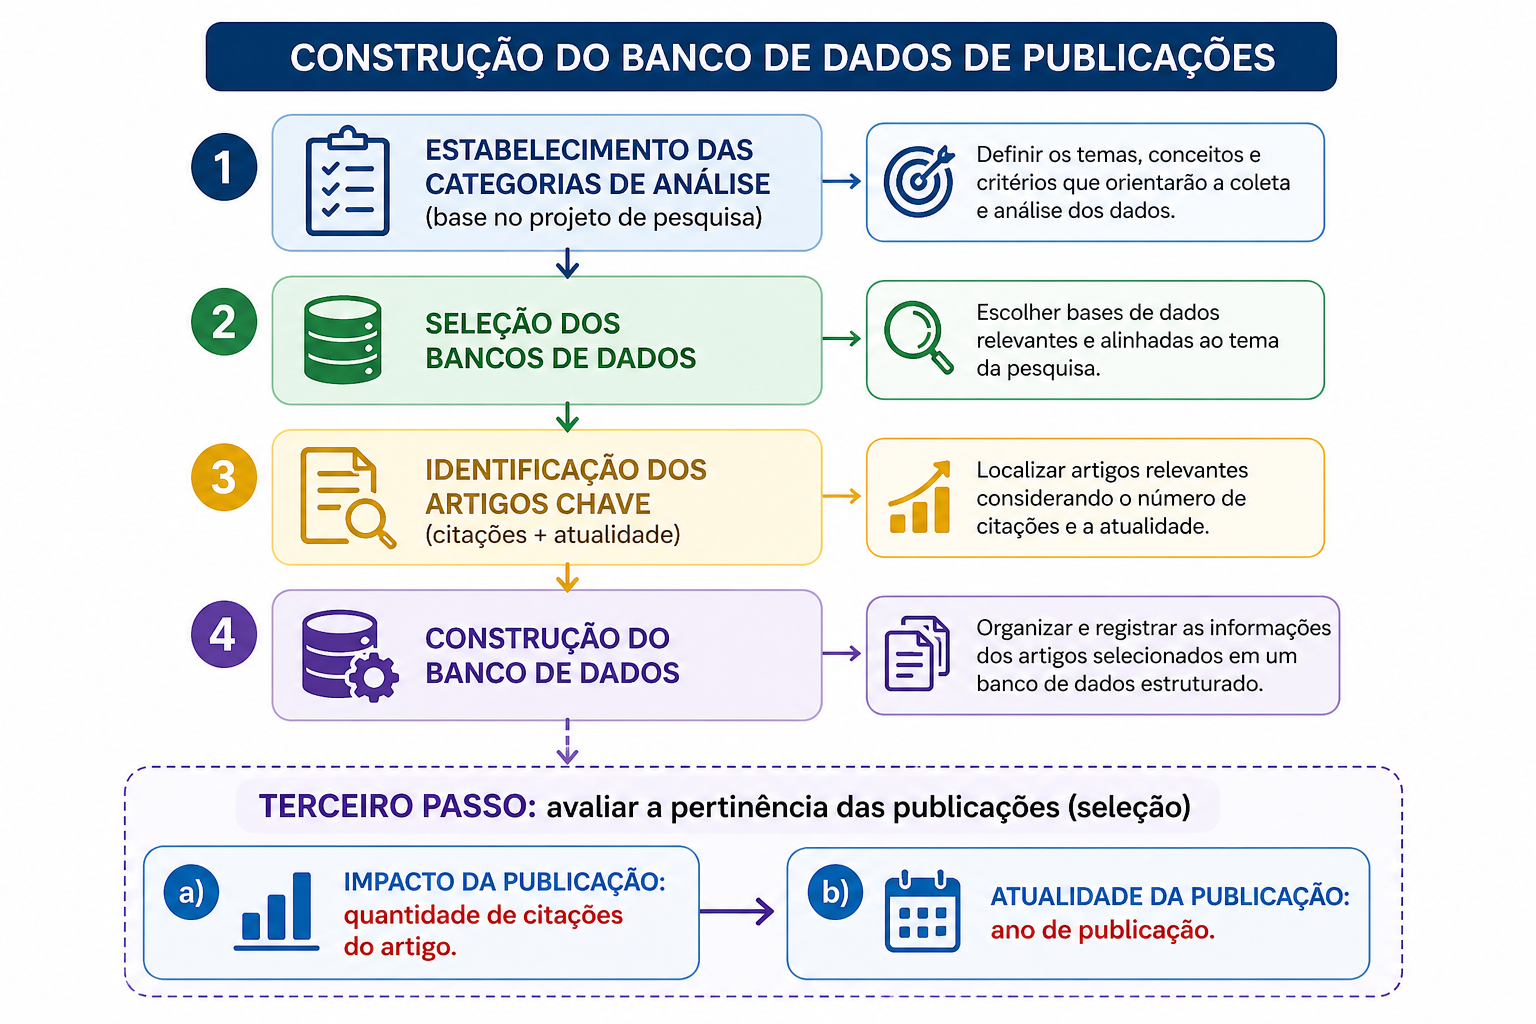 CONSTRUÇÃO DO BANCO DE DADOS DE PUBLICAÇÕES
1
ESTABELECIMENTO DAS
CATEGORIAS DE ANÁLISE
(base no projeto de pesquisa)
Definir os temas, conceitos e
critérios que orientarão a coleta
e análise dos dados.
2
SELEÇÃO DOS
BANCOS DE DADOS
Escolher bases de dados
relevantes e alinhadas ao tema
da pesquisa.
3
IDENTIFICAÇÃO DOS
ARTIGOS CHAVE
(citações + atualidade)
Localizar artigos relevantes
considerando o número de
citações e a atualidade.
4
CONSTRUÇÃO DO
BANCO DE DADOS
Organizar e registrar as informações
dos artigos selecionados em um
banco de dados estruturado.
TERCEIRO PASSO: avaliar a pertinência das publicações (seleção)
a)
IMPACTO DA PUBLICAÇÃO:
quantidade de citações
do artigo.
b)
ATUALIDADE DA PUBLICAÇÃO:
ano de publicação.